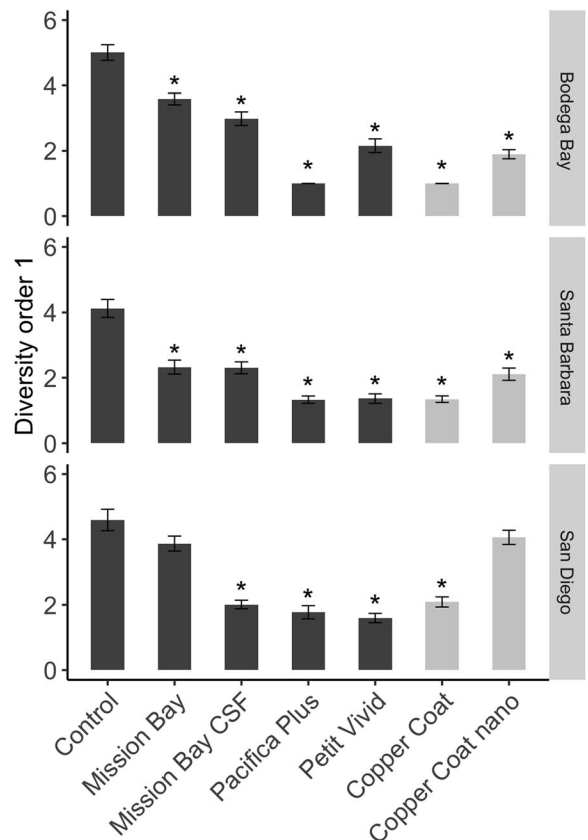 Diversity order 1
6
4
2
0
* * * * * *
Bodega Bay
6
4
2
0
* * * * * *
Santa Barbara
6
4
2
0
* * * *
San Diego
Control
Mission Bay
Mission Bay CSF
Pacifica Plus
Petit Vivid
Copper Coat
Copper Coat nano